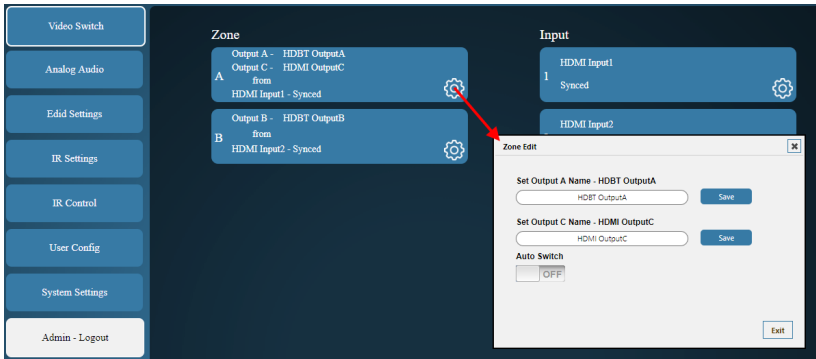 Video Switch
Analog Audio
Edid Settings
IR Settings
IR Control
User Config
System Settings
Admin - Logout
Zone
A
Output A - HDBT OutputA
Output C - HDMI OutputC
from
HDMI Input1 - Synced
B
Output B - HDBT OutputB
from
HDMI Input2 - Synced
Input
1
HDMI Input1
Synced
HDMI Input2
Zone Edit
Set Output A Name - HDBT OutputA
HDBT OutputA
Save
Set Output C Name - HDMI OutputC
HDMI OutputC
Save
Auto Switch
OFF
Exit